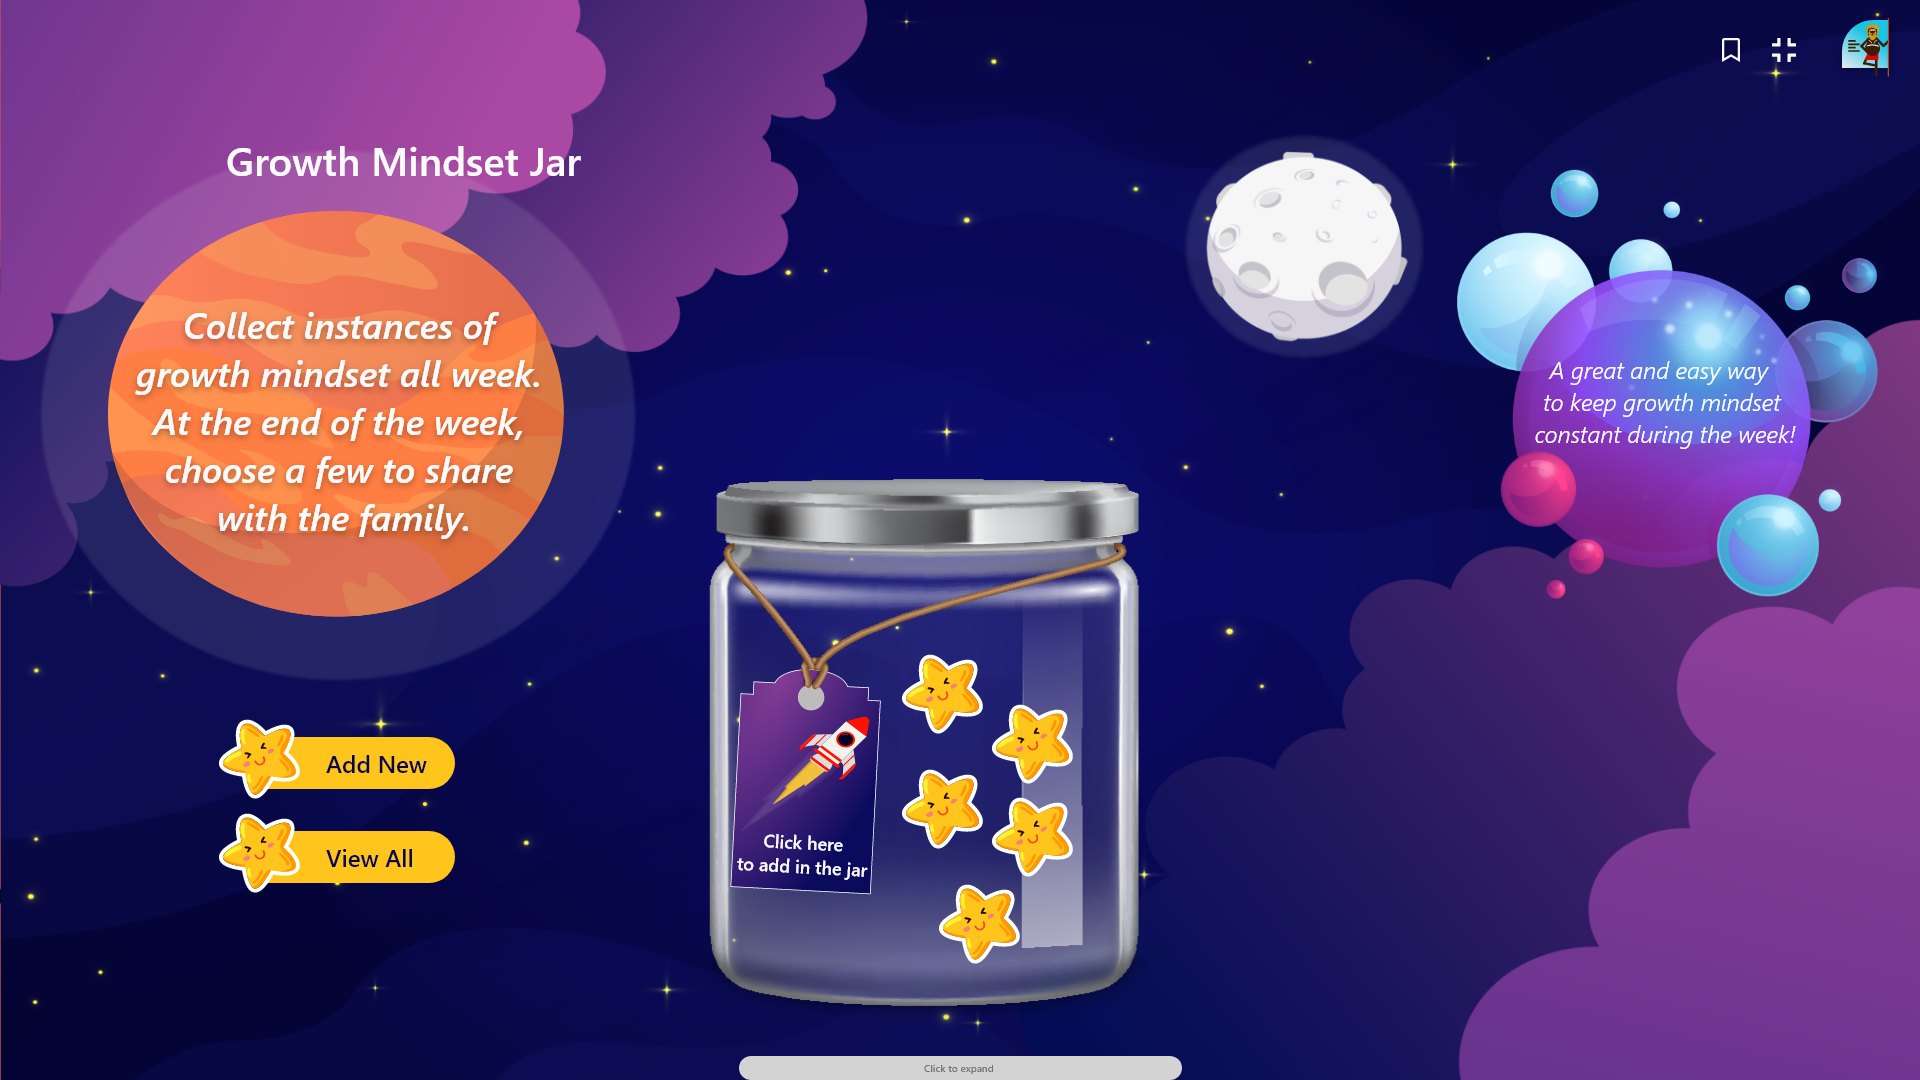 Growth Mindset Jar
Collect instances of
growth mindset all week.
At the end of the week,
choose a few to share
with the family.
A great and easy way
to keep growth mindset
constant during the week!
Add New
View All
Click here
to add in the jar
Click to expand